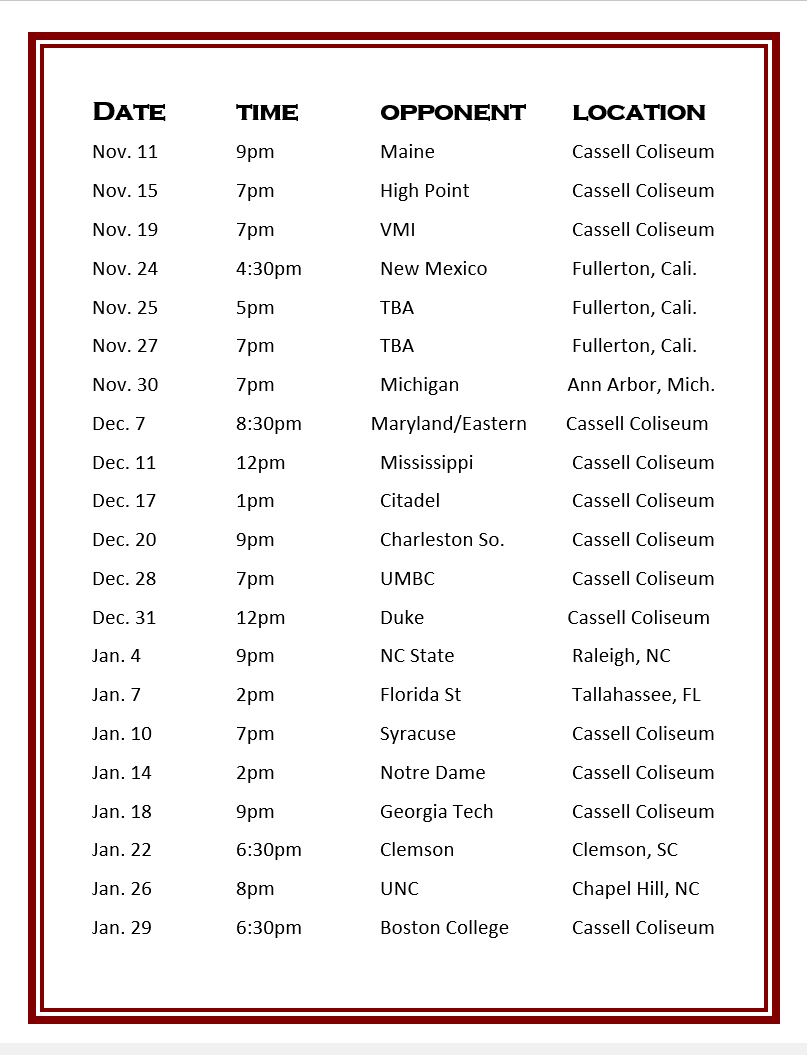 DATE TIME OPPONENT LOCATION
Nov. 11 9pm Maine Cassell Coliseum
Nov. 15 7pm High Point Cassell Coliseum
Nov. 19 7pm VMI Cassell Coliseum
Nov. 24 4:30pm New Mexico Fullerton, Cali.
Nov. 25 5pm TBA Fullerton, Cali.
Nov. 27 7pm TBA Fullerton, Cali.
Nov. 30 7pm Michigan Ann Arbor, Mich.
Dec. 7 8:30pm Maryland/Eastern Cassell Coliseum
Dec. 11 12pm Mississippi Cassell Coliseum
Dec. 17 1pm Citadel Cassell Coliseum
Dec. 20 9pm Charleston So. Cassell Coliseum
Dec. 28 7pm UMBC Cassell Coliseum
Dec. 31 12pm Duke Cassell Coliseum
Jan. 4 9pm NC State Raleigh, NC
Jan. 7 2pm Florida St Tallahassee, FL
Jan. 10 7pm Syracuse Cassell Coliseum
Jan. 14 2pm Notre Dame Cassell Coliseum
Jan. 18 9pm Georgia Tech Cassell Coliseum
Jan. 22 6:30pm Clemson Clemson, SC
Jan. 26 8pm UNC Chapel Hill, NC
Jan. 29 6:30pm Boston College Cassell Coliseum